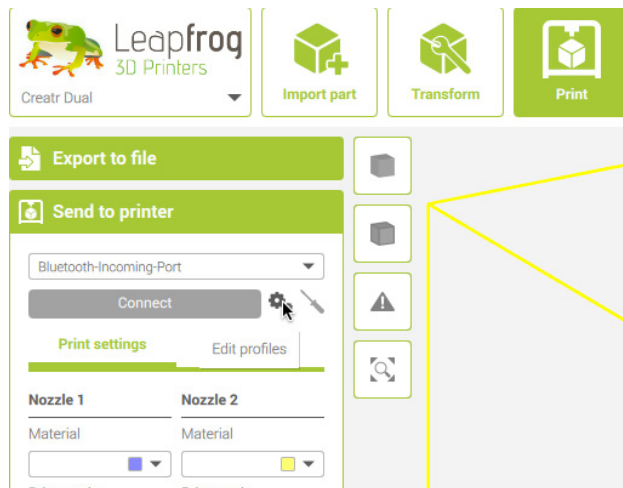 Leapfrog
3D Printers
Creatr Dual
Import part
Transform
Print
Export to file
Send to printer
Bluetooth-Incoming-Port
Connect
Print settings
Edit profiles
Nozzle 1
Nozzle 2
Material
Material